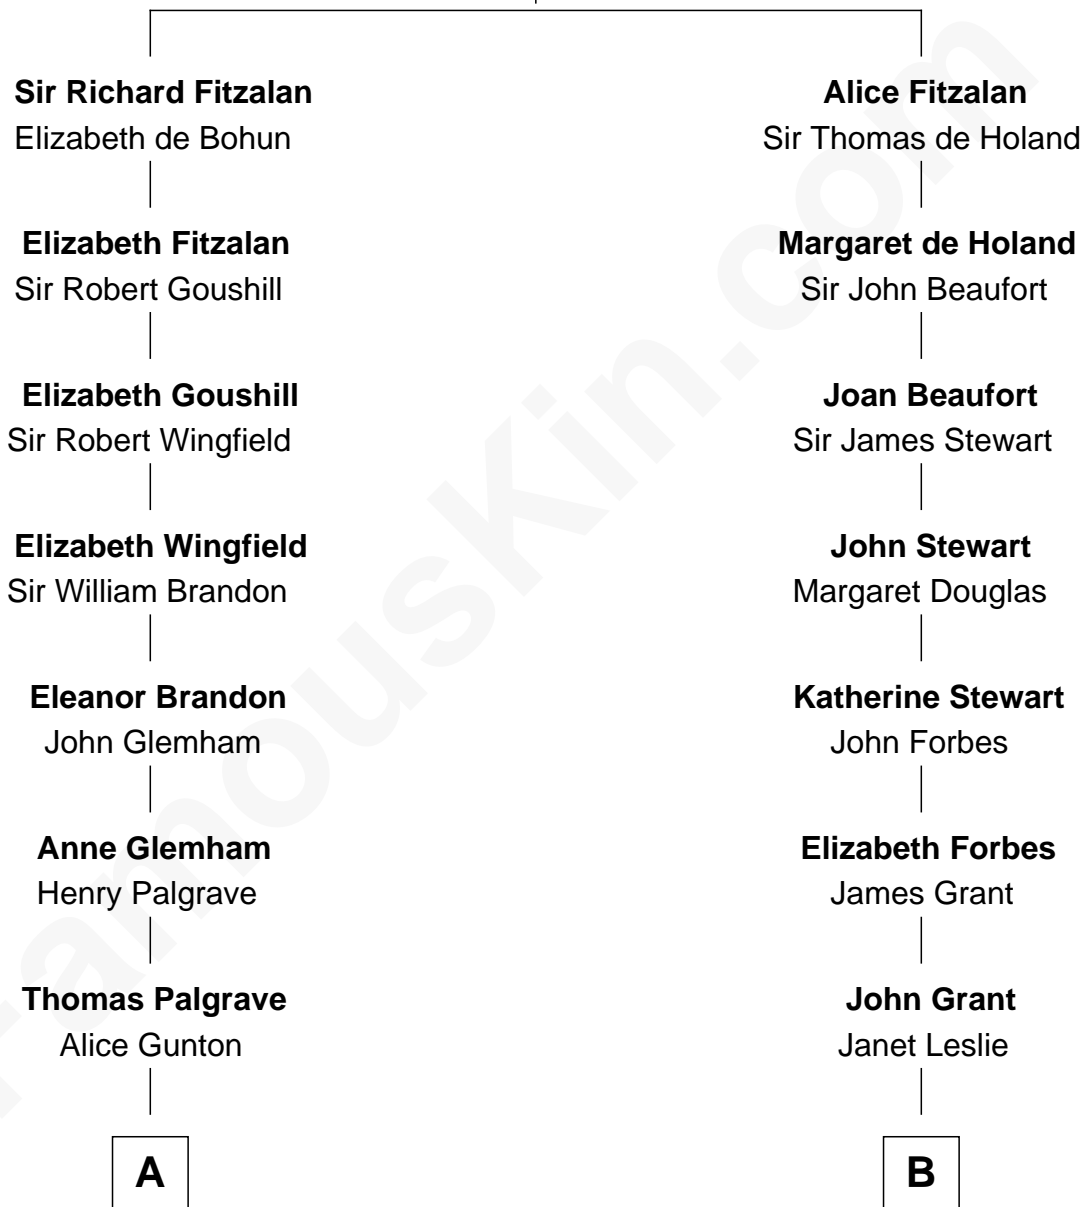 Sir Richard Fitzalan
Elizabeth de Bohun
Elizabeth Fitzalan
Sir Robert Goushill
Elizabeth Goushill
Sir Robert Wingfield
Elizabeth Wingfield
Sir William Brandon
Eleanor Brandon
John Glemham
Anne Glemham
Henry Palgrave
Thomas Palgrave
Alice Gunton
A
Alice Fitzalan
Sir Thomas de Holand
Margaret de Holand
Sir John Beaufort
Joan Beaufort
Sir James Stewart
John Stewart
Margaret Douglas
Katherine Stewart
John Forbes
Elizabeth Forbes
James Grant
John Grant
Janet Leslie
B
FamousKin.com